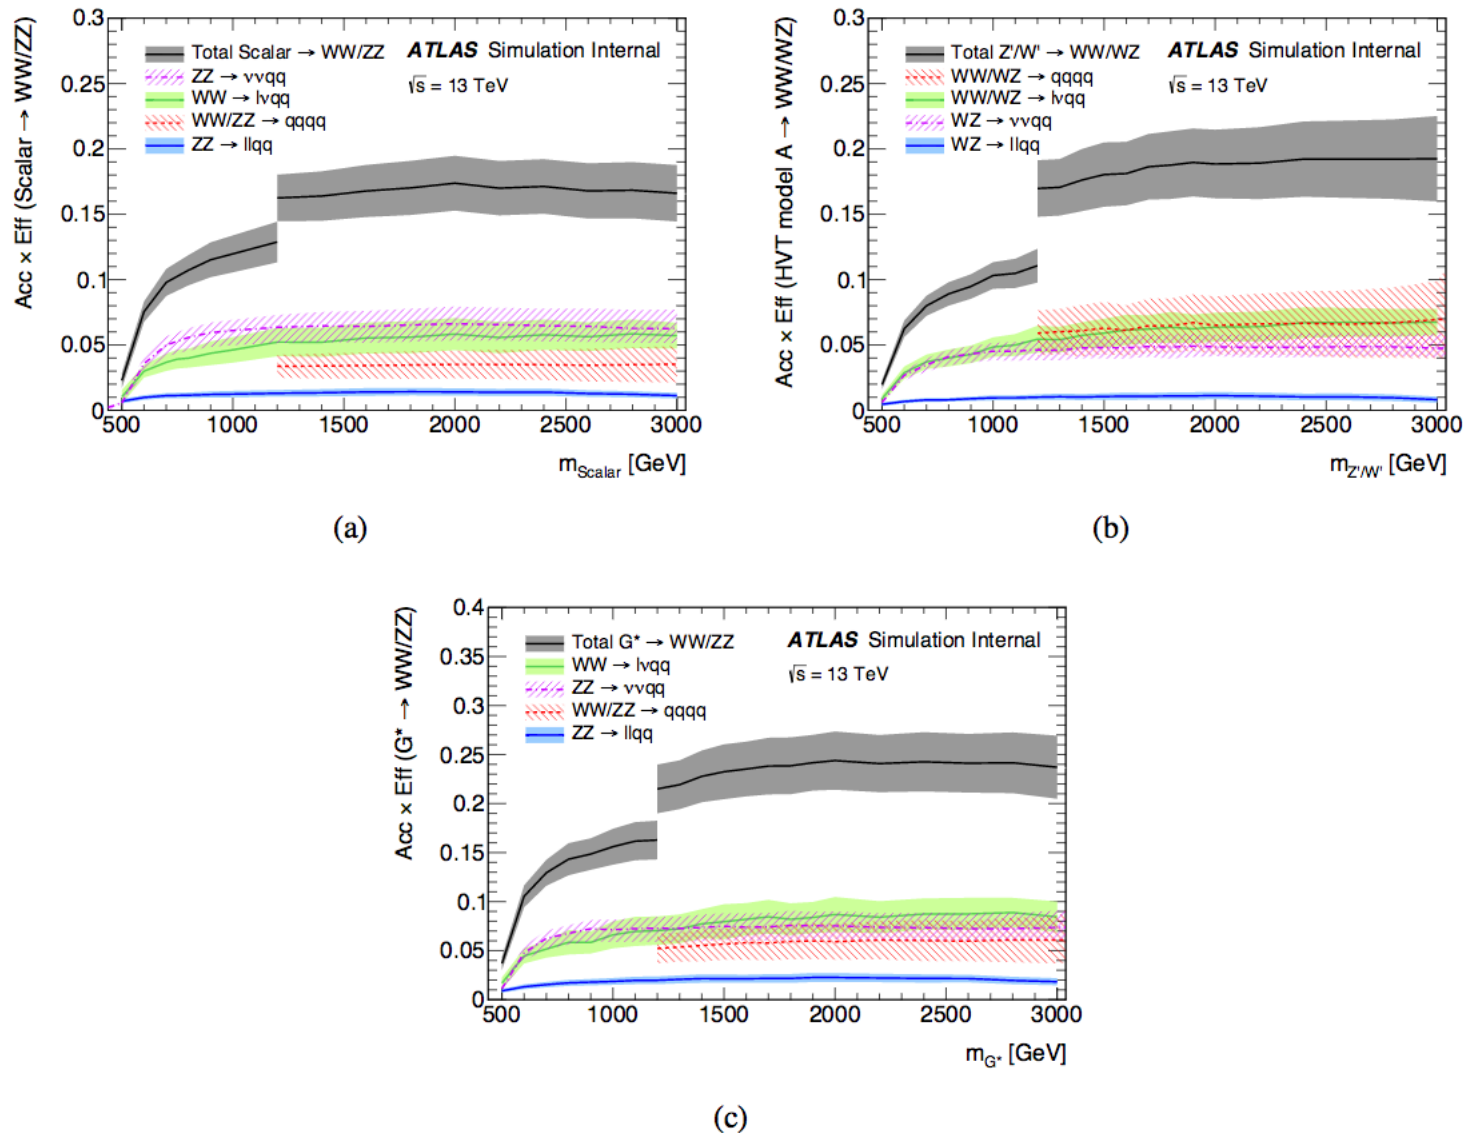 Acc × Eff (Scalar → WW/ZZ)
0.3
0.25
0.2
0.15
0.1
0.05
0
Total Scalar → WW/ZZ
ZZ → ννqq
WW → lνqq
WW/ZZ → qqqq
ZZ → llqq
ATLAS Simulation Internal
√s = 13 TeV
500 1000 1500 2000 2500 3000
m_Scalar [GeV]
(a)
Acc × Eff (HVT model A → WW/WZ)
0.3
0.25
0.2
0.15
0.1
0.05
0
Total Z'/W' → WW/WZ
WW/WZ → qqqq
WW/WZ → lνqq
WZ → ννqq
WZ → llqq
ATLAS Simulation Internal
√s = 13 TeV
500 1000 1500 2000 2500 3000
m_Z'/W' [GeV]
(b)
Acc × Eff (G* → WW/ZZ)
0.4
0.35
0.3
0.25
0.2
0.15
0.1
0.05
0
Total G* → WW/ZZ
WW → lνqq
ZZ → ννqq
WW/ZZ → qqqq
ZZ → llqq
ATLAS Simulation Internal
√s = 13 TeV
500 1000 1500 2000 2500 3000
m_G* [GeV]
(c)